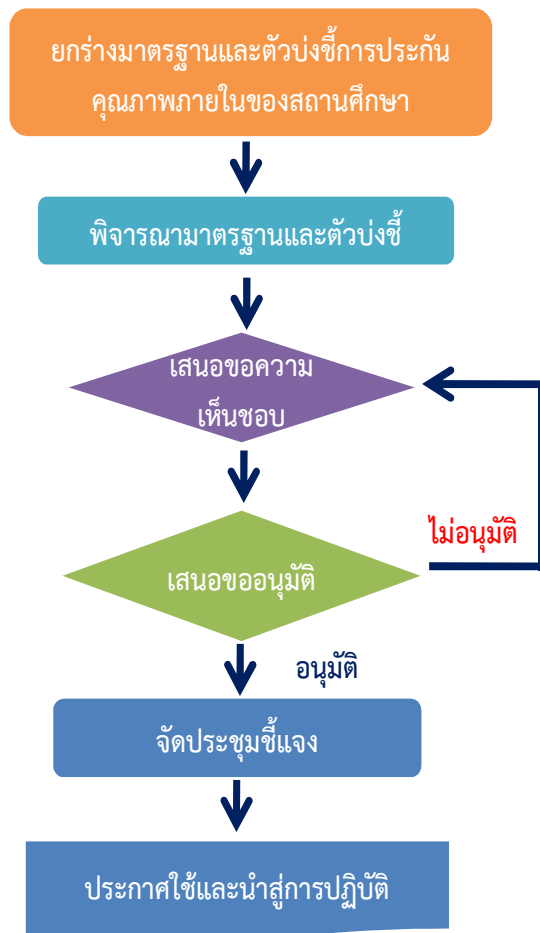 ยกร่างมาตรฐานและตัวบ่งชี้การประกัน
คุณภาพภายในของสถานศึกษา
พิจารณามาตรฐานและตัวบ่งชี้
เสนอขอความ
เห็นชอบ
ไม่อนุมัติ
เสนอขออนุมัติ
อนุมัติ
จัดประชุมชี้แจง
ประกาศใช้และนำสู่การปฏิบัติ